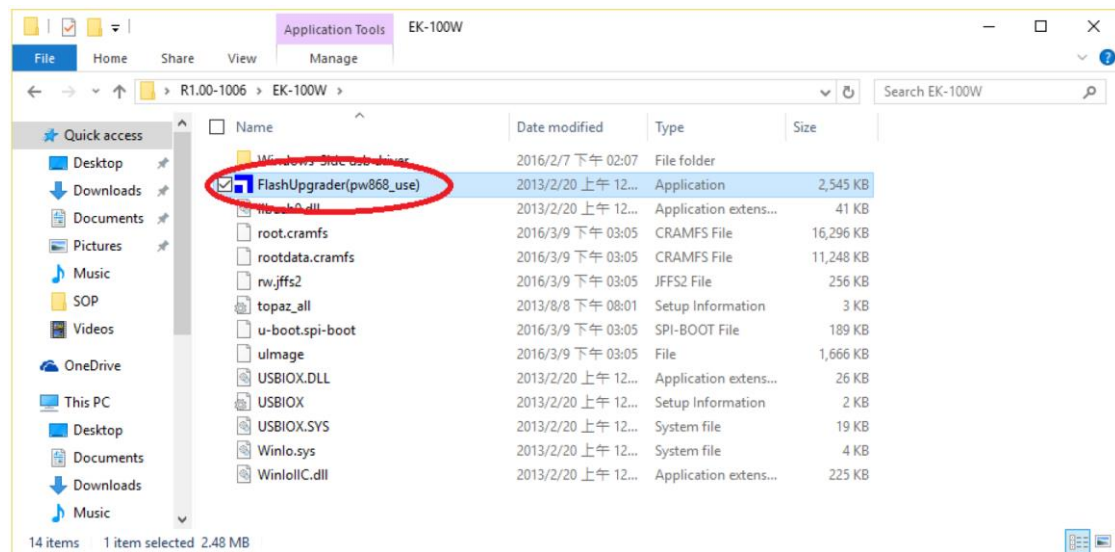 Application Tools EK-100W
File Home Share View Manage
R1.00-1006 > EK-100W > Search EK-100W
Quick access
Desktop
Downloads
Documents
Pictures
Music
SOP
Videos
OneDrive
This PC
Desktop
Documents
Downloads
Music
Name Date modified Type Size
Windows-Side usb driver 2016/2/7 下午 02:07 File folder
FlashUpgrader(pw868_use) 2013/2/20 上午 12... Application 2,545 KB
2013/2/20 上午 12... Application extens... 41 KB
root.cramfs 2016/3/9 下午 03:05 CRAMFS File 16,296 KB
rootdata.cramfs 2016/3/9 下午 03:05 CRAMFS File 11,248 KB
rw.jffs2 2016/3/9 下午 03:05 JFFS2 File 256 KB
topaz_all 2013/8/8 下午 08:01 Setup Information 3 KB
u-boot.spi-boot 2016/3/9 下午 03:05 SPI-BOOT File 189 KB
uImage 2016/3/9 下午 03:05 File 1,666 KB
USBIOX.DLL 2013/2/20 上午 12... Application extens... 26 KB
USBIOX 2013/2/20 上午 12... Setup Information 2 KB
USBIOX.SYS 2013/2/20 上午 12... System file 19 KB
WinIo.sys 2013/2/20 上午 12... System file 4 KB
WinIoIIC.dll 2013/2/20 上午 12... Application extens... 225 KB
14 items 1 item selected 2.48 MB